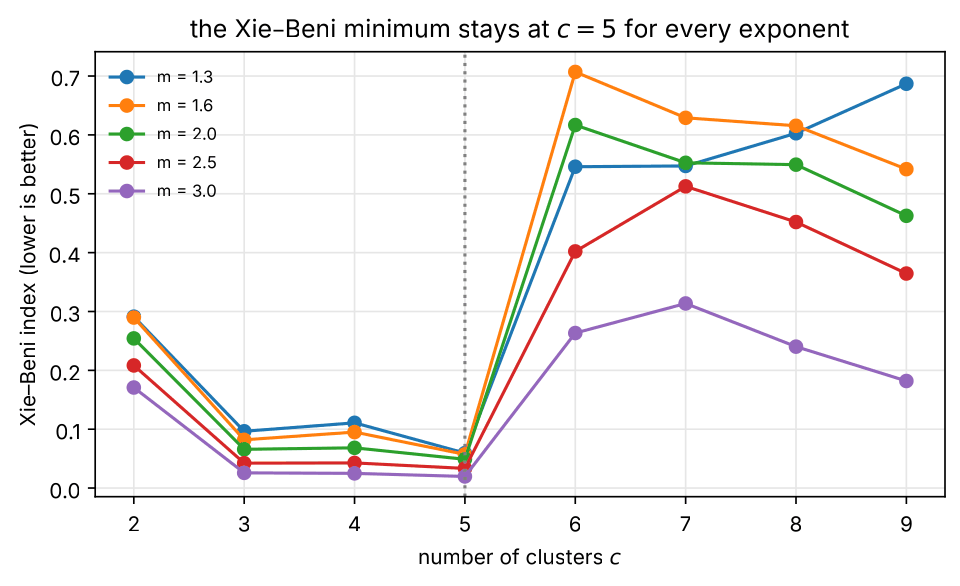 the Xie–Beni minimum stays at c = 5 for every exponent
m = 1.3
m = 1.6
m = 2.0
m = 2.5
m = 3.0
Xie–Beni index (lower is better)
0.7
0.6
0.5
0.4
0.3
0.2
0.1
0.0
2 3 4 5 6 7 8 9
number of clusters c